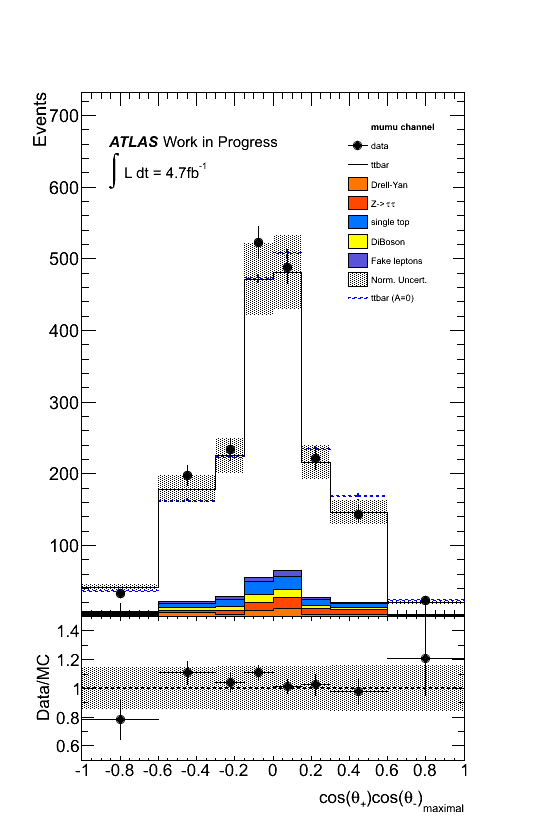 Events
700
600
500
400
300
200
100
ATLAS Work in Progress
∫ L dt = 4.7fb⁻¹
mumu channel
data
ttbar
Drell-Yan
Z->ττ
single top
DiBoson
Fake leptons
Norm. Uncert.
ttbar (A=0)
Data/MC
1.4
1.2
1
0.8
0.6
-1 -0.8 -0.6 -0.4 -0.2 0 0.2 0.4 0.6 0.8 1
cos(θ₊)cos(θ₋)maximal